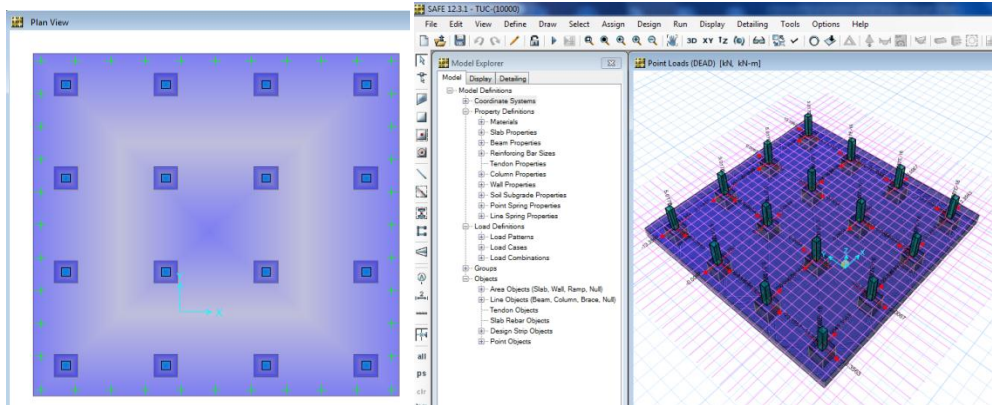 Plan View
Y
X
SAFE 12.3.1 - TUC-(10000)
File Edit View Define Draw Select Assign Design Run Display Detailing Tools Options Help
3D XY
Model Explorer
Model Display Detailing
Model Definitions
Coordinate Systems
Property Definitions
Materials
Slab Properties
Beam Properties
Reinforcing Bar Sizes
Tendon Properties
Column Properties
Wall Properties
Soil Subgrade Properties
Point Spring Properties
Line Spring Properties
Load Definitions
Load Patterns
Load Cases
Load Combinations
Groups
Objects
Area Objects (Slab, Wall, Ramp, Null)
Line Objects (Beam, Column, Brace, Null)
Tendon Objects
Slab Rebar Objects
Design Strip Objects
Point Objects
all
ps
clr
Point Loads (DEAD) [kN, kN-m]